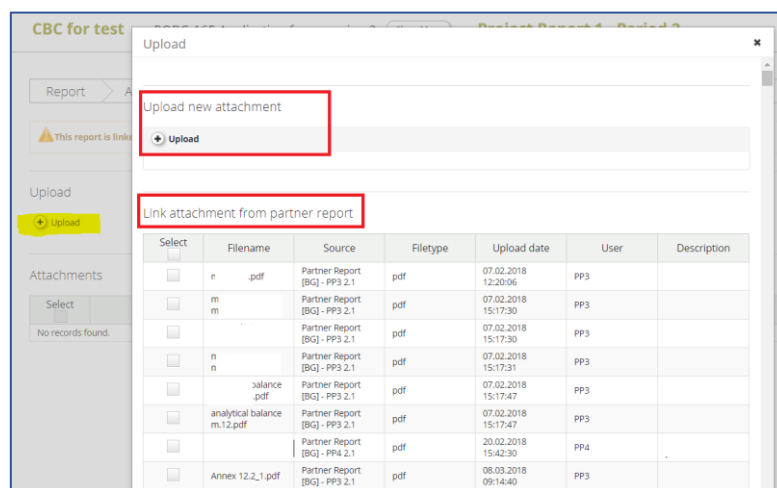 CBC for test
Upload
Report
This report is linke
Upload new attachment
Upload
Upload
Upload
Link attachment from partner report
Select Filename Source Filetype Upload date User Description
Attachments
Select
No records found.
n .pdf Partner Report [BG] - PP3 2.1 pdf 07.02.2018 12:20:06 PP3
m m Partner Report [BG] - PP3 2.1 pdf 07.02.2018 15:17:30 PP3
Partner Report [BG] - PP3 2.1 pdf 07.02.2018 15:17:30 PP3
n n Partner Report [BG] - PP3 2.1 pdf 07.02.2018 15:17:31 PP3
balance .pdf Partner Report [BG] - PP3 2.1 pdf 07.02.2018 15:17:47 PP3
analytical balance m.12.pdf Partner Report [BG] - PP3 2.1 pdf 07.02.2018 15:17:47 PP3
Partner Report [BG] - PP4 2.1 pdf 20.02.2018 15:42:30 PP4
Annex 12.2_1.pdf Partner Report [BG] - PP3 2.1 pdf 08.03.2018 09:14:40 PP3